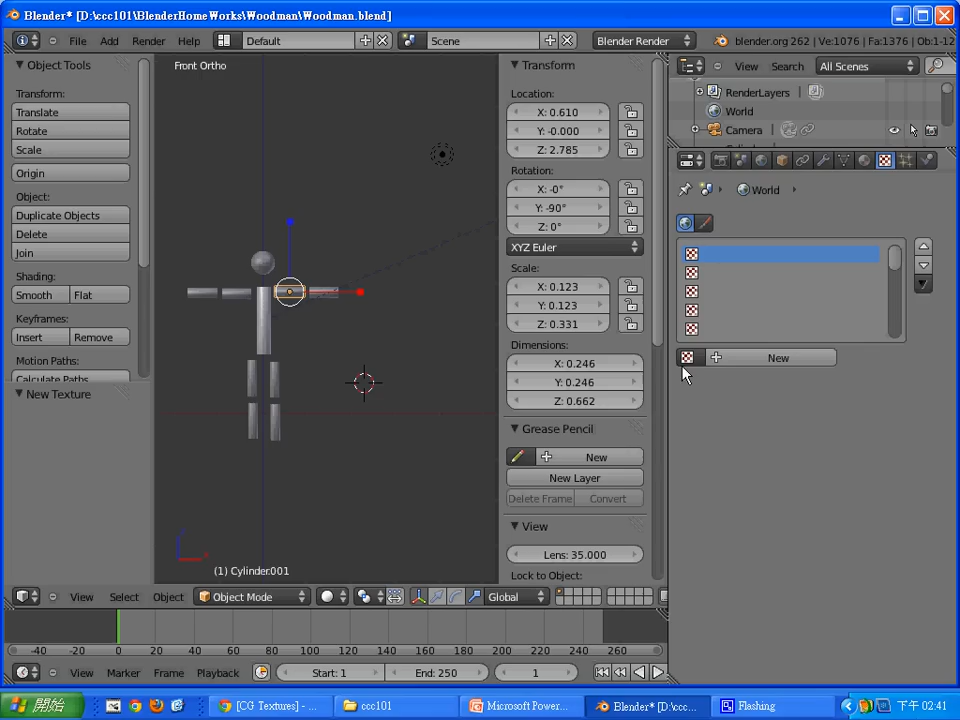 Blender* [D:\ccc101\BlenderHomeWorks\Woodman\Woodman.blend]
File Add Render Help Default Scene Blender Render blender.org 262 | Ve:1076 | Fa:1376 | Ob:1-12
Object Tools
Transform:
Translate
Rotate
Scale
Origin
Object:
Duplicate Objects
Delete
Join
Shading:
Smooth Flat
Keyframes:
Insert Remove
Motion Paths:
Calculate Paths
New Texture
Front Ortho
(1) Cylinder.001
Transform
Location:
X: 0.610
Y: -0.000
Z: 2.785
Rotation:
X: -0°
Y: -90°
Z: 0°
XYZ Euler
Scale:
X: 0.123
Y: 0.123
Z: 0.331
Dimensions:
X: 0.246
Y: 0.246
Z: 0.662
Grease Pencil
New
New Layer
Delete Frame Convert
View
Lens: 35.000
Lock to Object:
View Search All Scenes
RenderLayers
World
Camera
World
New
View Select Object Object Mode Global
-40 -20 0 20 40 60 80 100 120 140 160 180 200 220 240 260
View Marker Frame Playback Start: 1 End: 250 1
開始 [CG Textures] - ... ccc101 Microsoft Power... Blender* [D:\cc... Flashing 下午 02:41